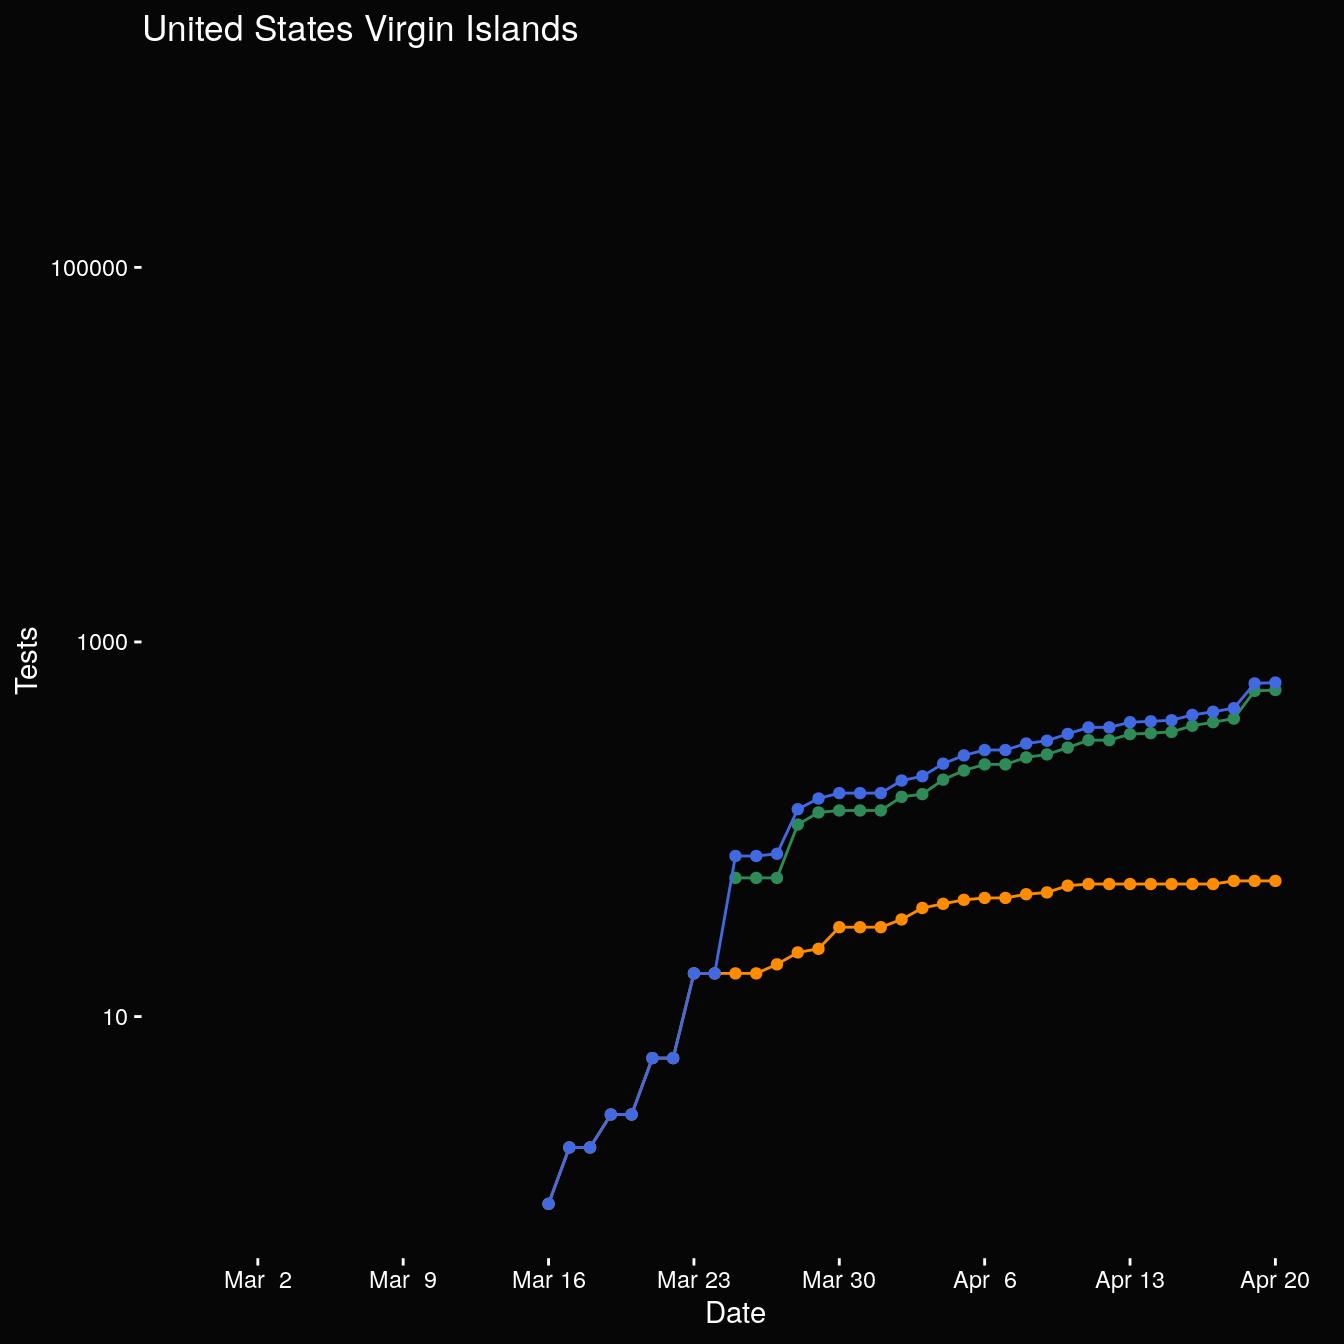 United States Virgin Islands
100000
1000
10
Tests
Mar 2
Mar 9
Mar 16
Mar 23
Mar 30
Apr 6
Apr 13
Apr 20
Date